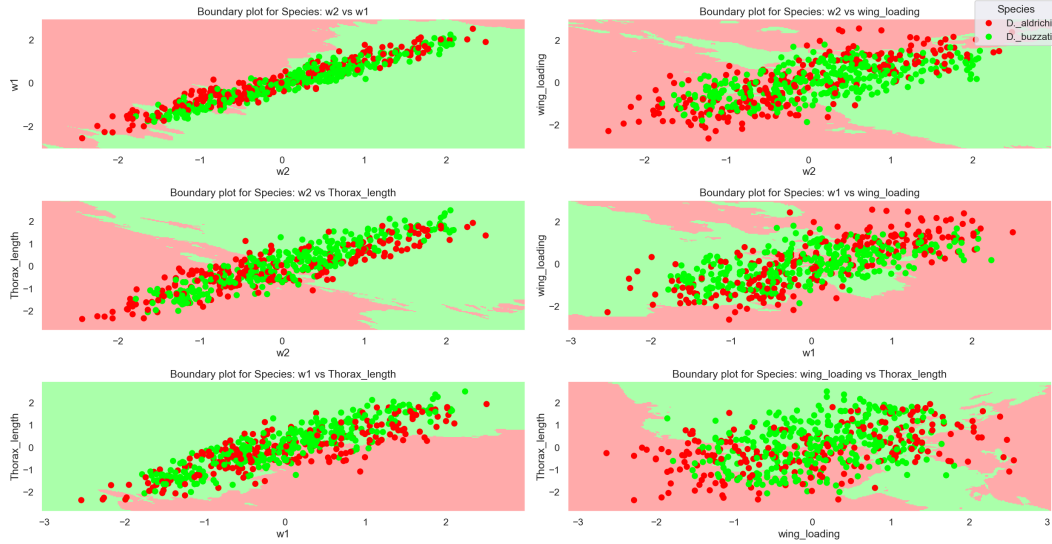 Boundary plot for Species: w2 vs w1
w1
2
0
−2
−2
−1
0
1
2
w2
Boundary plot for Species: w2 vs wing_loading
Species
D._aldrichi
D._buzzati
wing_loading
2
0
−2
−2
−1
0
1
2
w2
Boundary plot for Species: w2 vs Thorax_length
Thorax_length
2
1
0
−1
−2
−2
−1
0
1
2
w2
Boundary plot for Species: w1 vs wing_loading
wing_loading
2
0
−2
−3
−2
−1
0
1
2
3
w1
Boundary plot for Species: w1 vs Thorax_length
Thorax_length
2
1
0
−1
−2
−3
−2
−1
0
1
2
w1
Boundary plot for Species: wing_loading vs Thorax_length
Thorax_length
2
1
0
−1
−2
−3
−2
−1
0
1
2
3
wing_loading